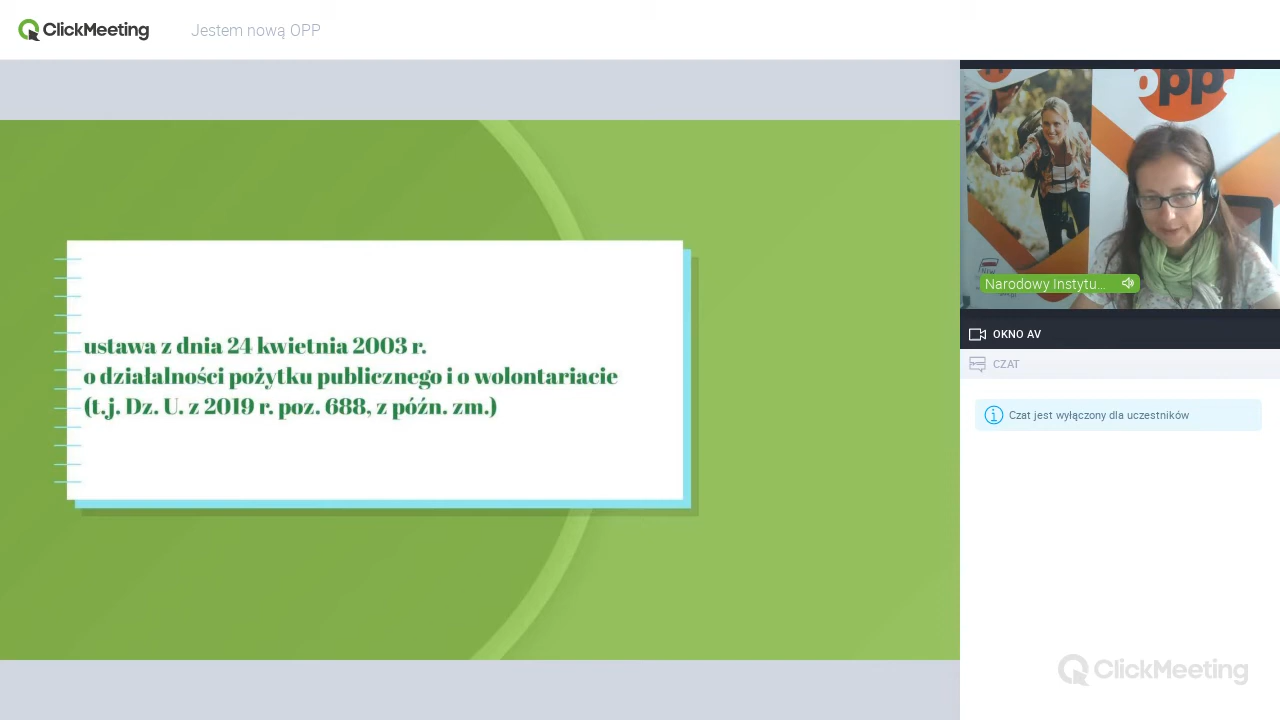 ClickMeeting
Jestem nową OPP
opp.
Narodowy Instytu...
OKNO AV
CZAT
Czat jest wyłączony dla uczestników
ustawa z dnia 24 kwietnia 2003 r.
o działalności pożytku publicznego i o wolontariacie
(t.j. Dz. U. z 2019 r. poz. 688, z późn. zm.)
ClickMeeting